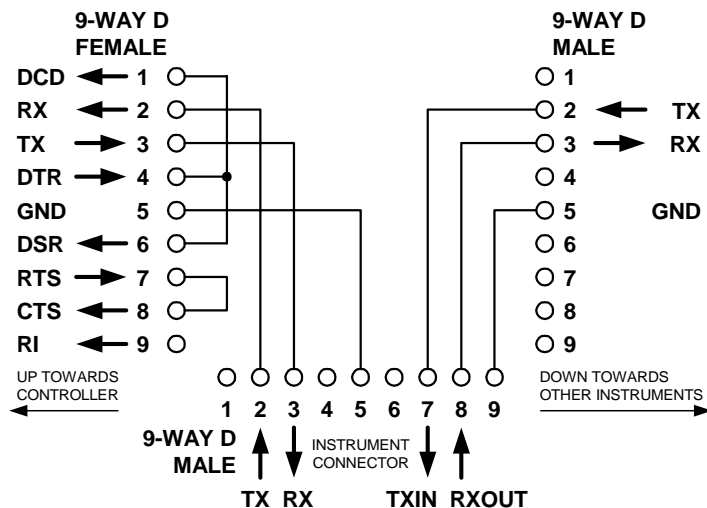 9-WAY D
FEMALE
DCD 1
RX 2
TX 3
DTR 4
GND 5
DSR 6
RTS 7
CTS 8
RI 9
UP TOWARDS
CONTROLLER
9-WAY D
MALE
1
2 TX
3 RX
4
5 GND
6
7
8
9
DOWN TOWARDS
OTHER INSTRUMENTS
1 2 3 4 5 6 7 8 9
9-WAY D
MALE
INSTRUMENT
CONNECTOR
TX RX TXIN RXOUT